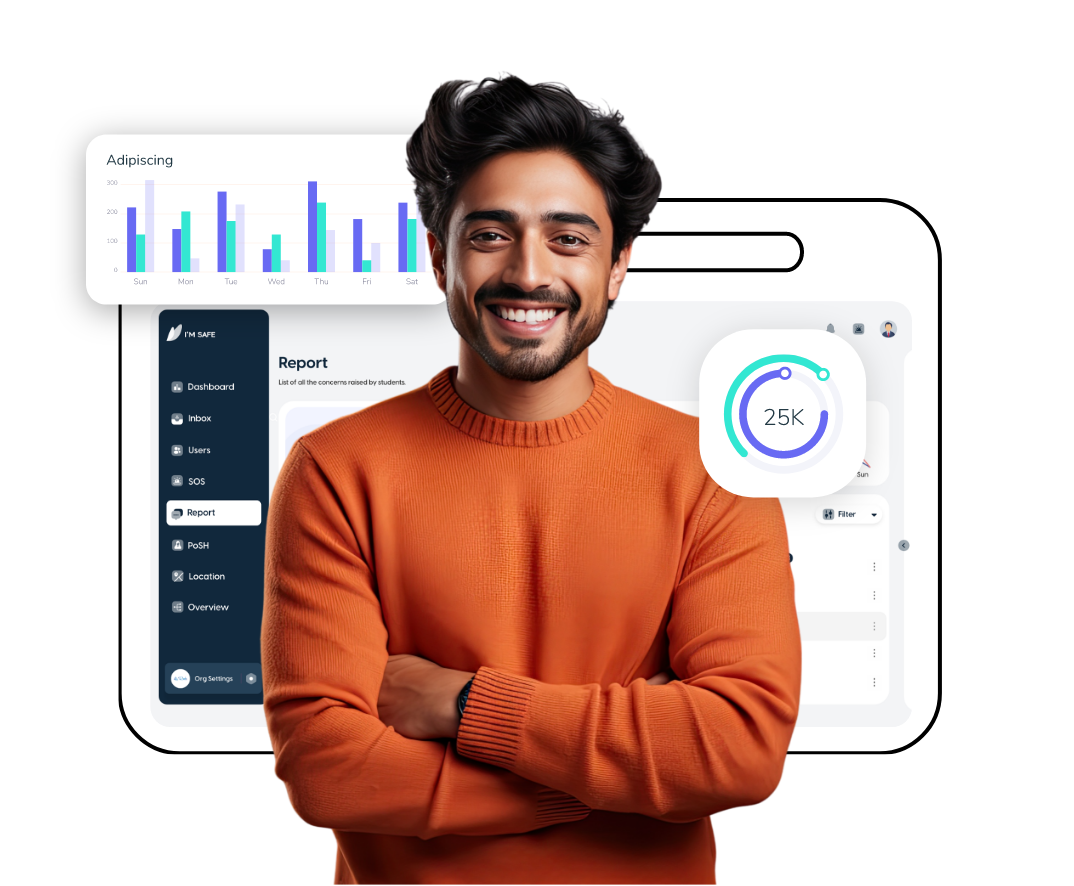 Adipiscing
300
200
100
0
Sun Mon Tue Wed Thu Fri Sat
I'M SAFE
Dashboard
Inbox
Users
SOS
Report
PoSH
Location
Overview
Org Settings
Report
List of all the concerns raised by students.
25K
Sun
Filter